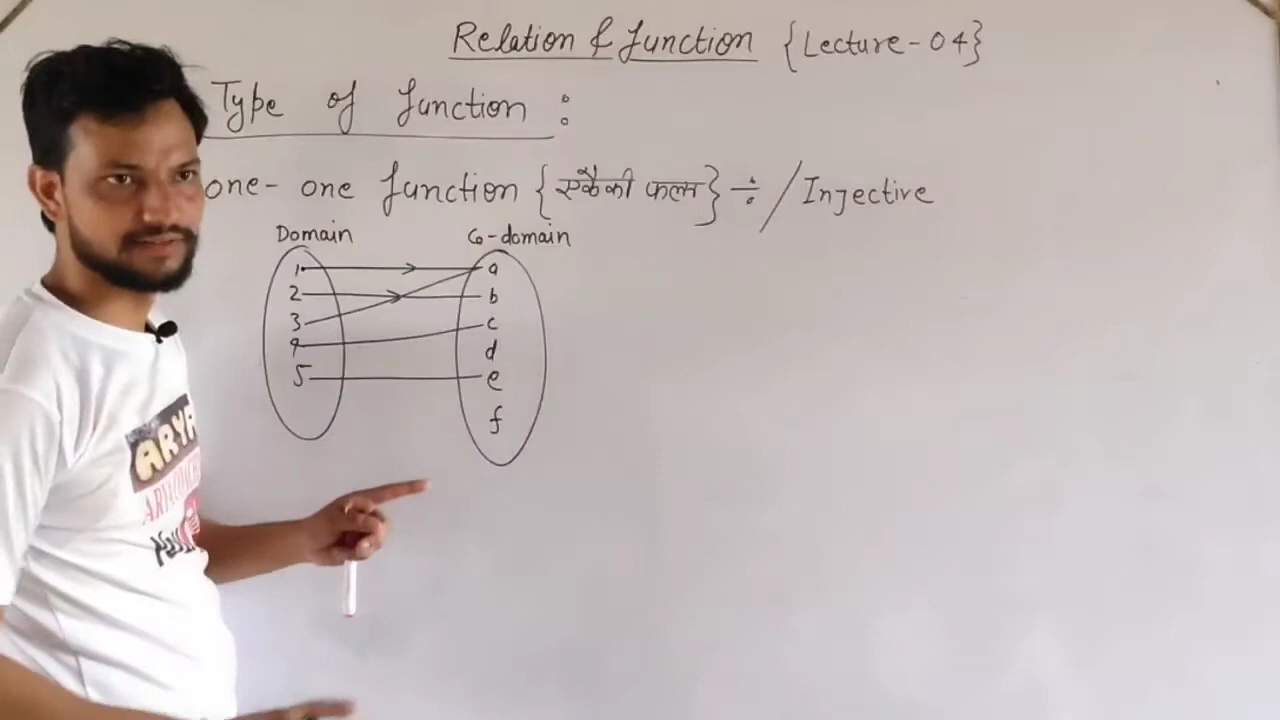 Relation & function {Lecture-04}
Type of function :
one-one function {एकैकी फलन} ÷ / Injective
Domain Co-domain
1 a
2 b
3 c
4 d
5 e
f
ARYA